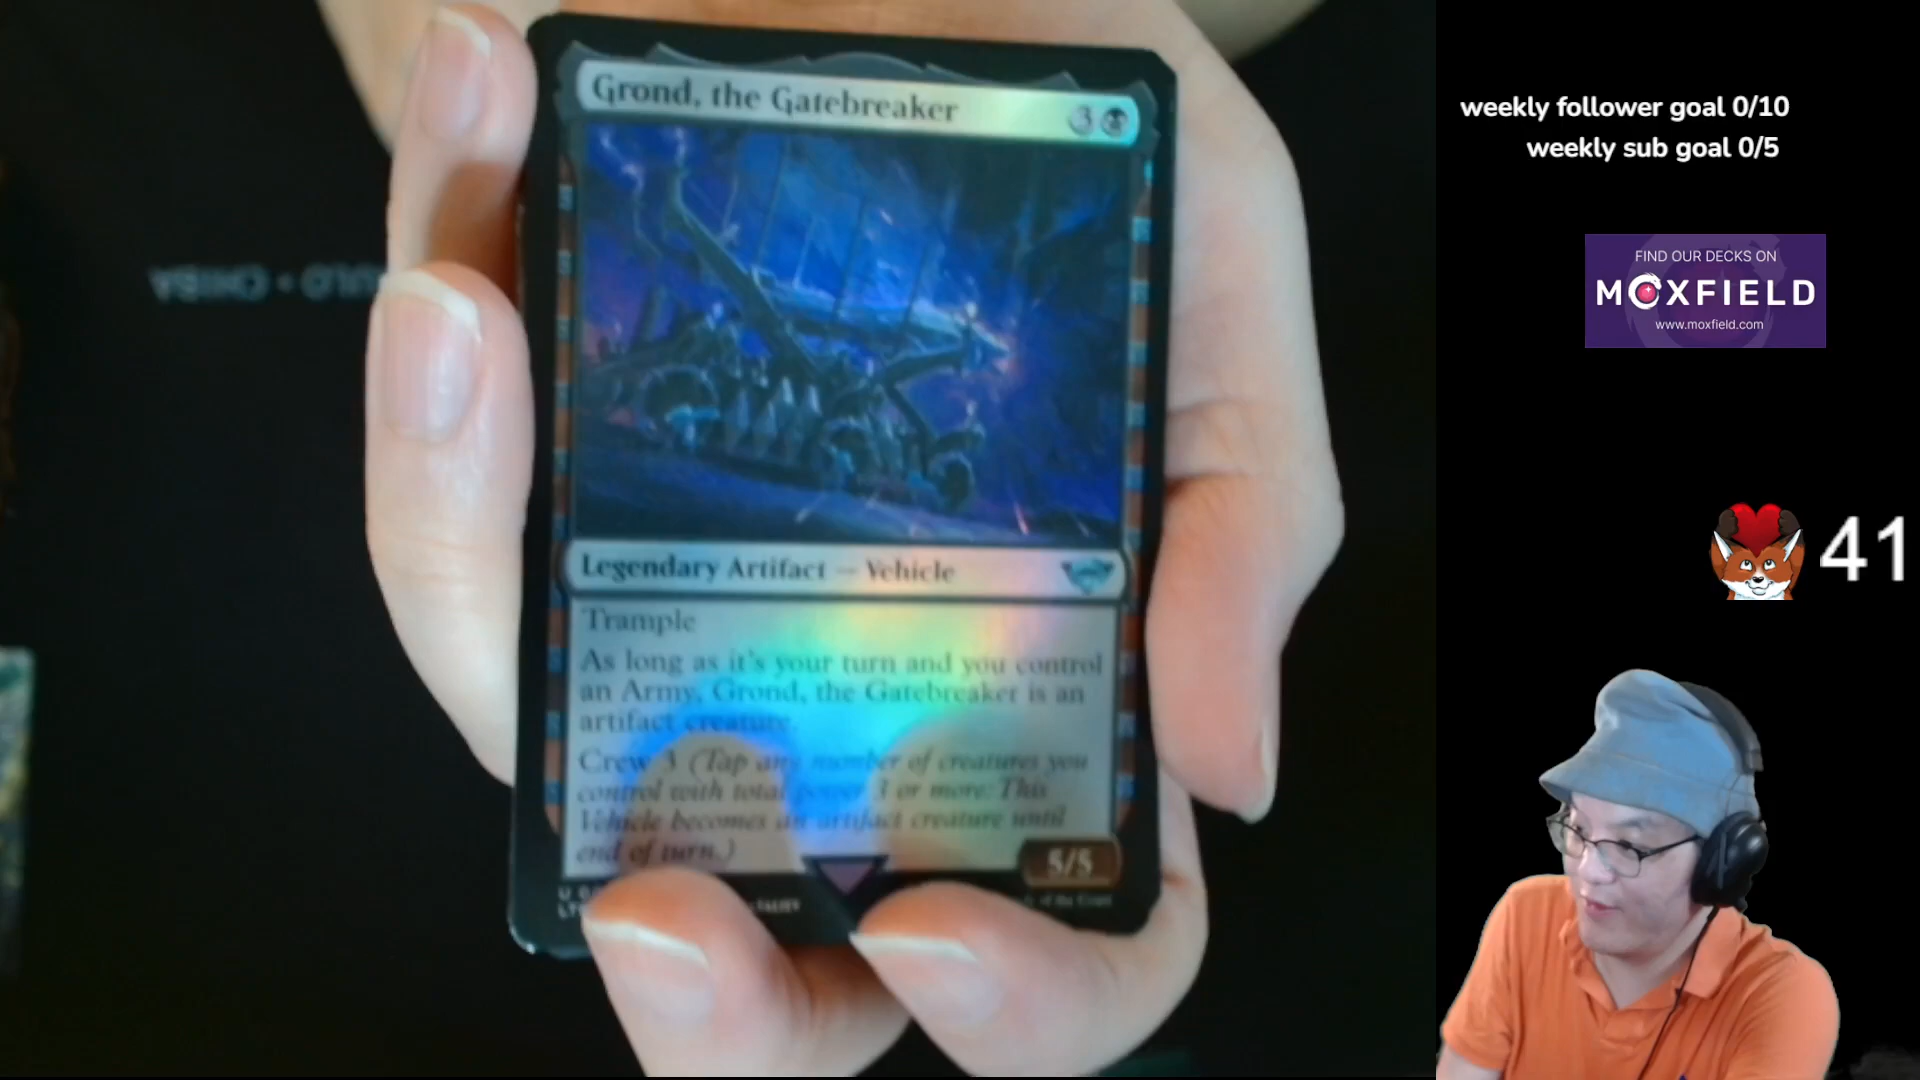 Grond, the Gatebreaker
3
Legendary Artifact — Vehicle
Trample
As long as it's your turn and you control
an Army, Grond, the Gatebreaker is an
artifact creature.
Crew 3 (Tap any number of creatures you
control with total power 3 or more: This
Vehicle becomes an artifact creature until
end of turn.)
5/5
weekly follower goal 0/10
weekly sub goal 0/5
FIND OUR DECKS ON
MOXFIELD
www.moxfield.com
41